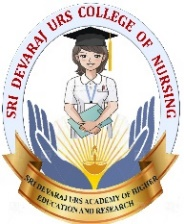 SRI DEVARAJ URS COLLEGE OF NURSING
SRI DEVARAJ URS ACADEMY OF HIGHER
EDUCATION AND RESEARCH